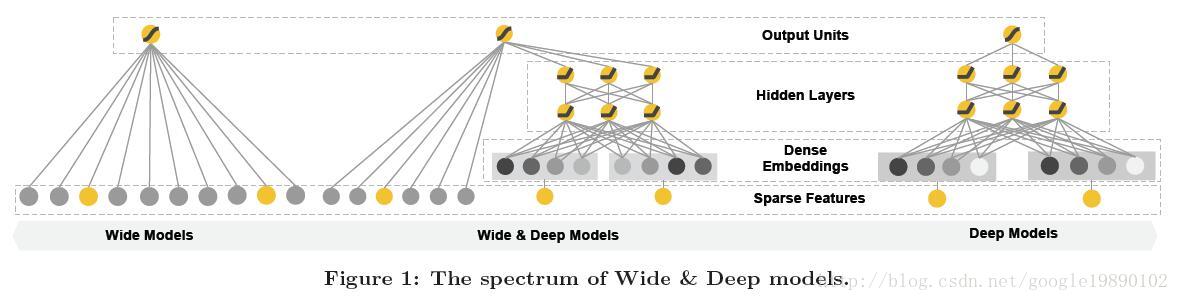 Output Units
Hidden Layers
Dense
Embeddings
Sparse Features
Wide Models
Wide & Deep Models
Deep Models
Figure 1: The spectrum of Wide & Deep models.
http://blog.csdn.net/google19890102